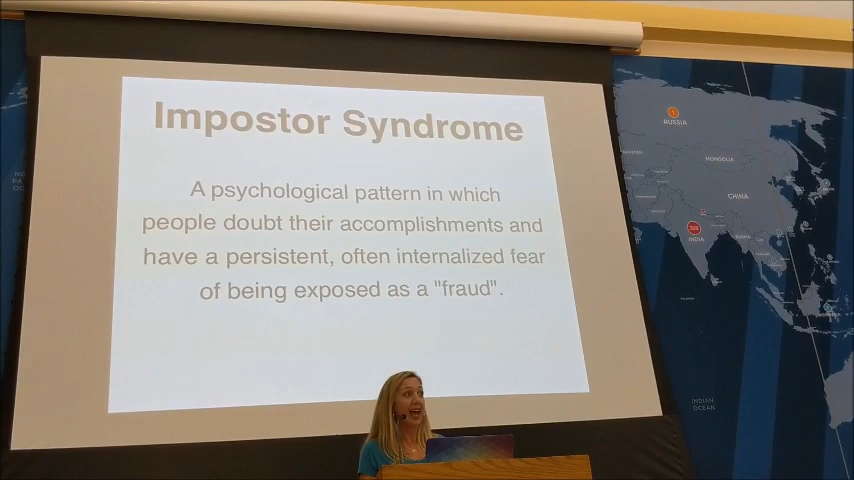 Impostor Syndrome
A psychological pattern in which
people doubt their accomplishments and
have a persistent, often internalized fear
of being exposed as a "fraud".
1
RUSSIA
MONGOLIA
CHINA
INDIA
INDIAN
OCEAN